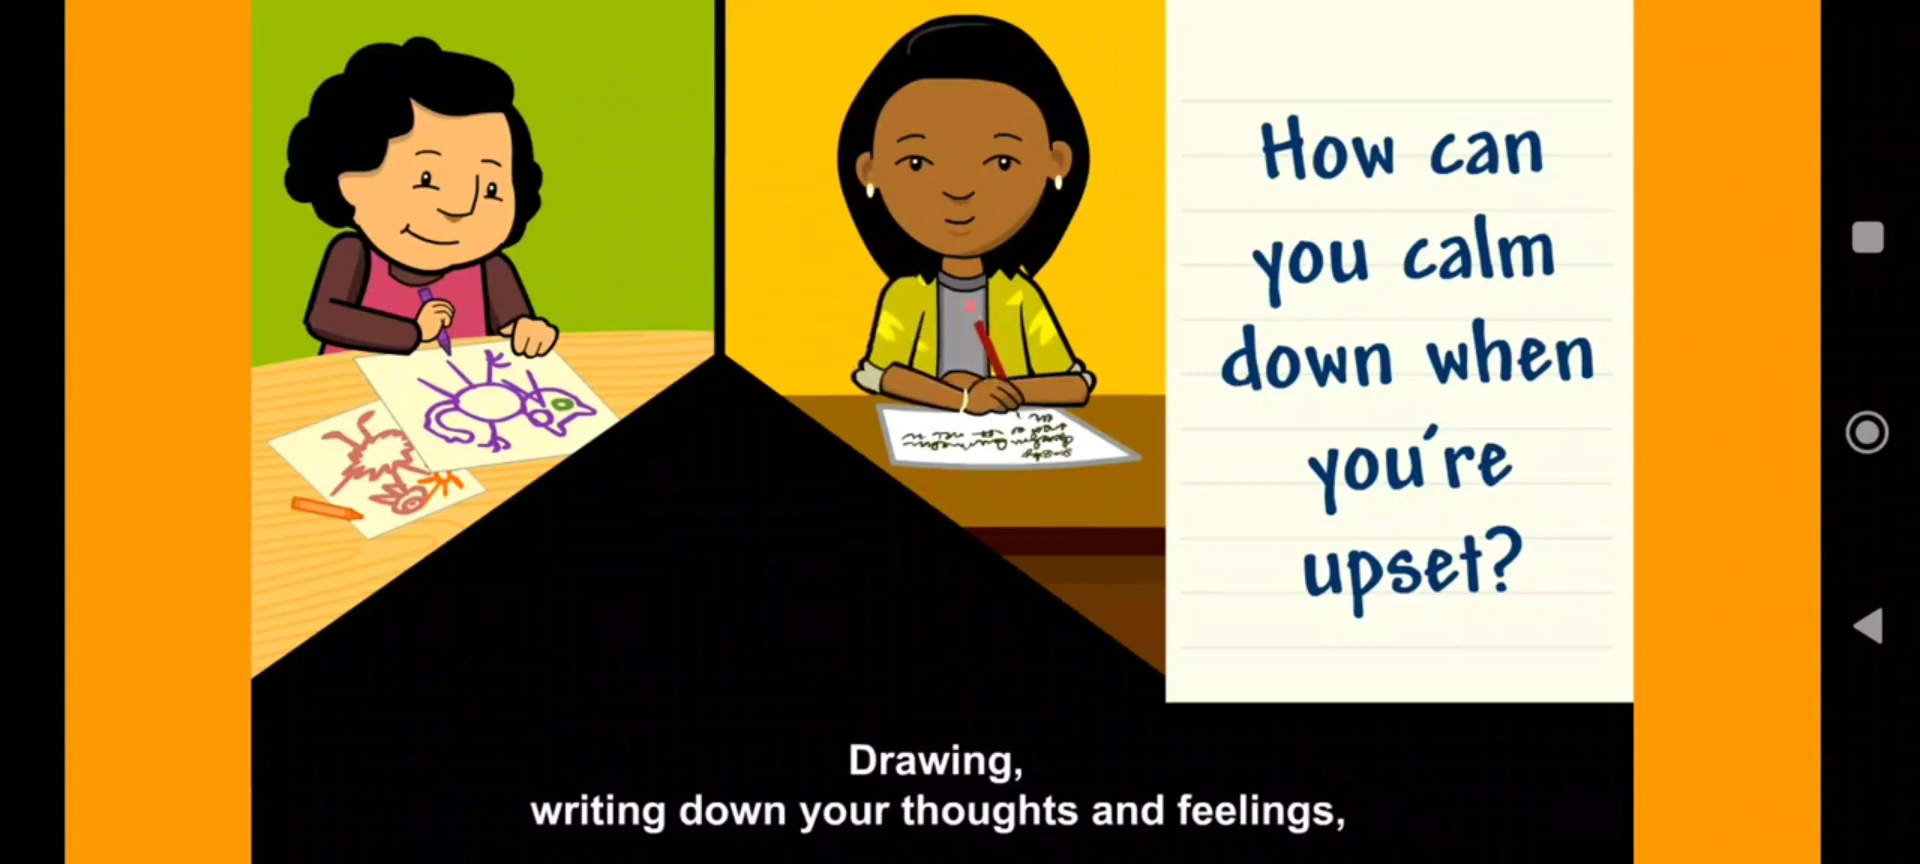 How can
you calm
down when
you're
upset?
Drawing,
writing down your thoughts and feelings,